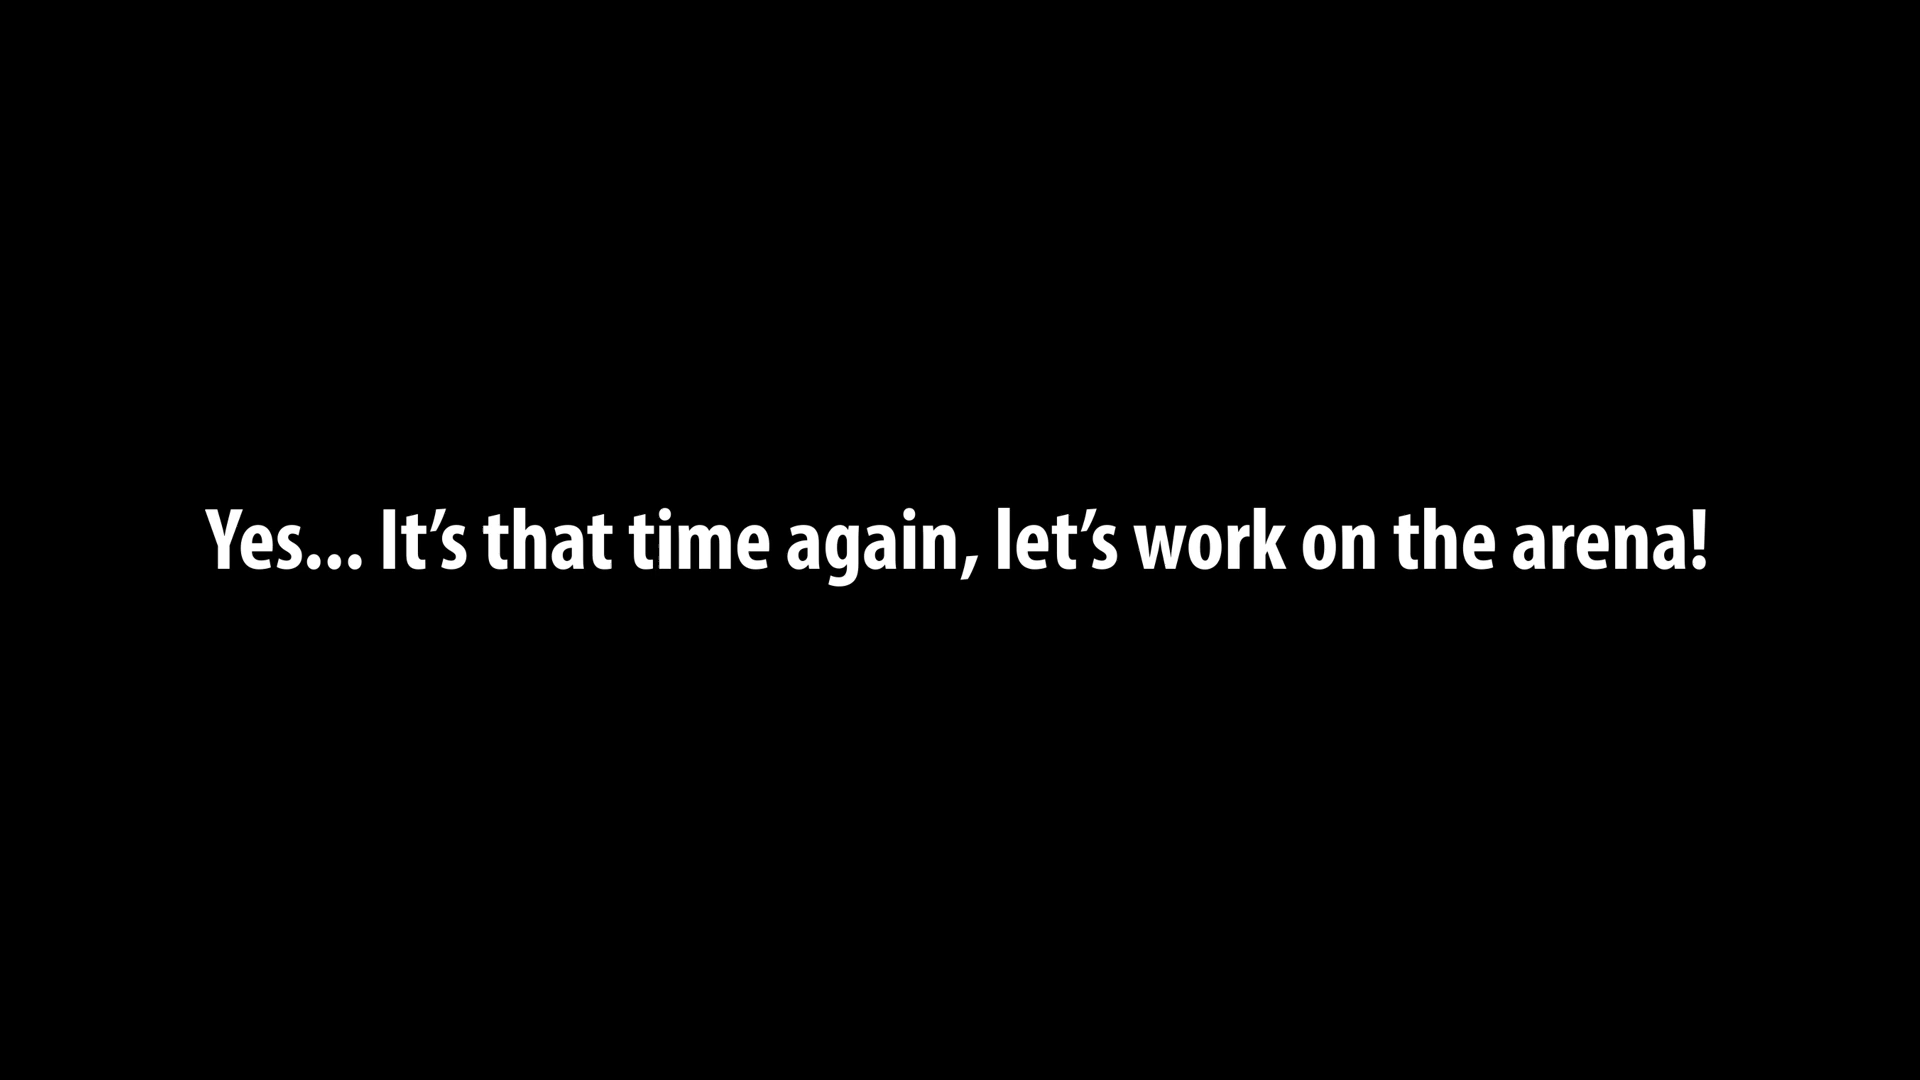 Yes... It’s that time again, let’s work on the arena!